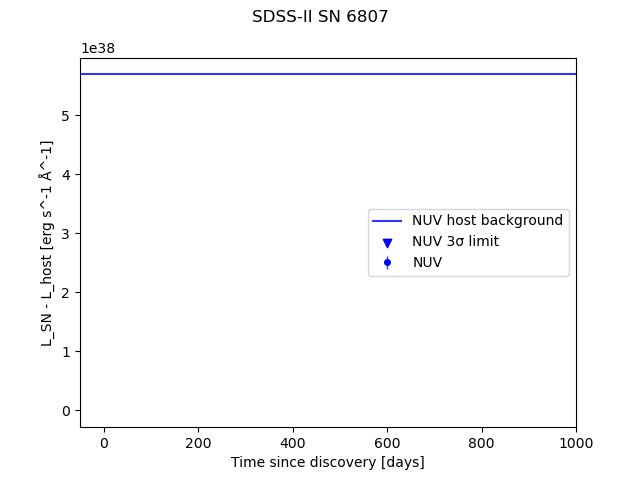 SDSS-II SN 6807
1e38
L_SN - L_host [erg s^-1 Å^-1]
5
4
3
2
1
0
NUV host background
NUV 3σ limit
NUV
0 200 400 600 800 1000
Time since discovery [days]